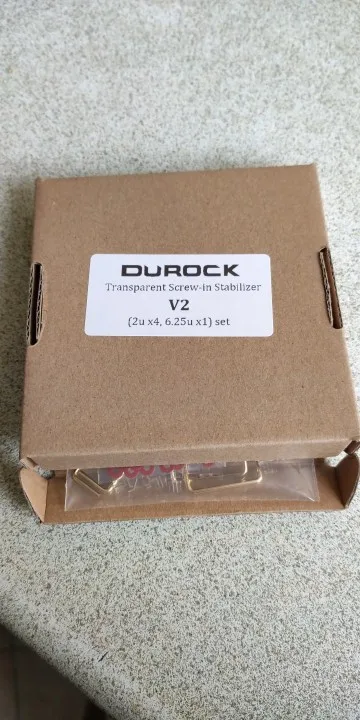 DUROCK
Transparent Screw-in Stabilizer
V2
(2u x4, 6.25u x1) set